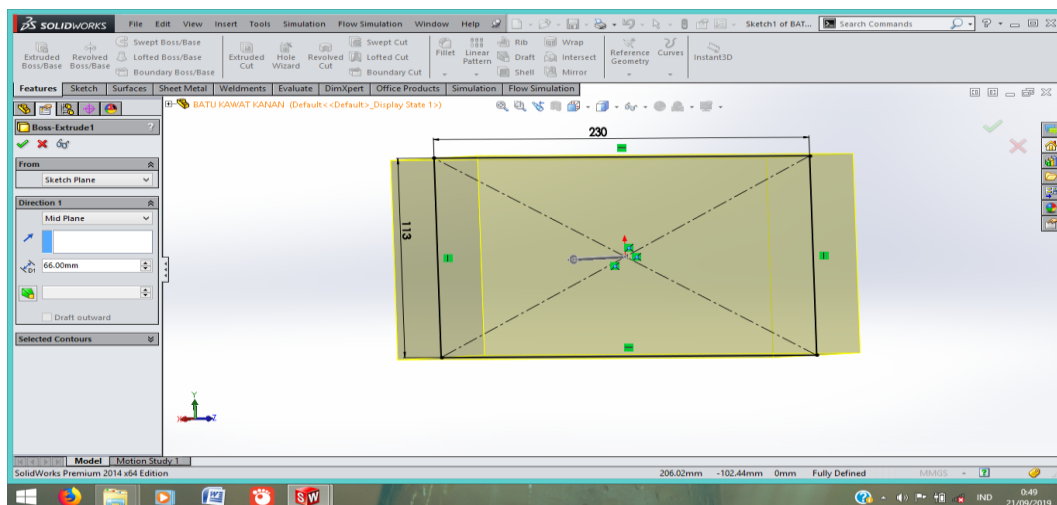 SOLIDWORKS File Edit View Insert Tools Simulation Flow Simulation Window Help Sketch1 of BAT... Search Commands
Extruded Boss/Base Revolved Boss/Base Swept Boss/Base Lofted Boss/Base Boundary Boss/Base Extruded Cut Hole Wizard Revolved Cut Swept Cut Lofted Cut Boundary Cut Fillet Linear Pattern Rib Draft Shell Wrap Intersect Mirror Reference Geometry Curves Instant3D
Features Sketch Surfaces Sheet Metal Weldments Evaluate DimXpert Office Products Simulation Flow Simulation
BATU KAWAT KANAN (Default<<Default>_Display State 1>)
Boss-Extrude1 ?
From
Sketch Plane
Direction 1
Mid Plane
D1 66.00mm
Draft outward
Selected Contours
230
113
Y
X Z
Model Motion Study 1
SolidWorks Premium 2014 x64 Edition 206.02mm -102.44mm 0mm Fully Defined MMGS
IND 0:49
21/09/2019